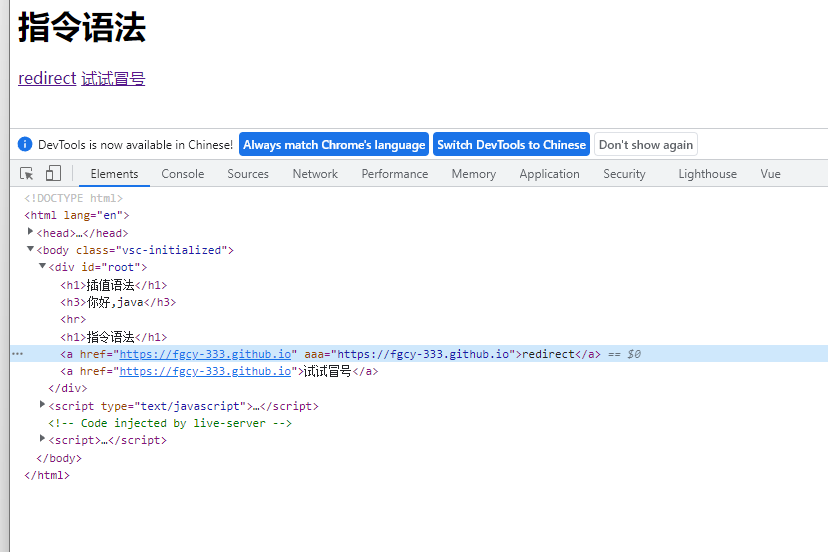 指令语法
redirect 试试冒号
DevTools is now available in Chinese! Always match Chrome's language Switch DevTools to Chinese Don't show again
Elements Console Sources Network Performance Memory Application Security Lighthouse Vue
<!DOCTYPE html>
<html lang="en">
<head>…</head>
<body class="vsc-initialized">
<div id="root">
<h1>插值语法</h1>
<h3>你好,java</h3>
<hr>
<h1>指令语法</h1>
<a href="https://fgcy-333.github.io" aaa="https://fgcy-333.github.io">redirect</a> == $0
<a href="https://fgcy-333.github.io">试试冒号</a>
</div>
<script type="text/javascript">…</script>
<!-- Code injected by live-server -->
<script>…</script>
</body>
</html>